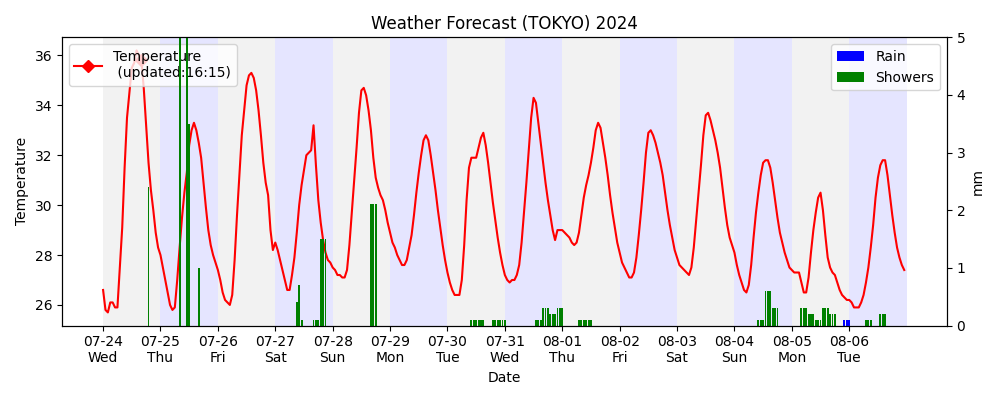 Weather Forecast (TOKYO) 2024
Temperature
(updated:16:15)
Rain
Showers
36
34
32
30
28
26
Temperature
5
4
3
2
1
0
mm
07-24 07-25 07-26 07-27 07-28 07-29 07-30 07-31 08-01 08-02 08-03 08-04 08-05 08-06
Wed Thu Fri Sat Sun Mon Tue Wed Thu Fri Sat Sun Mon Tue
Date